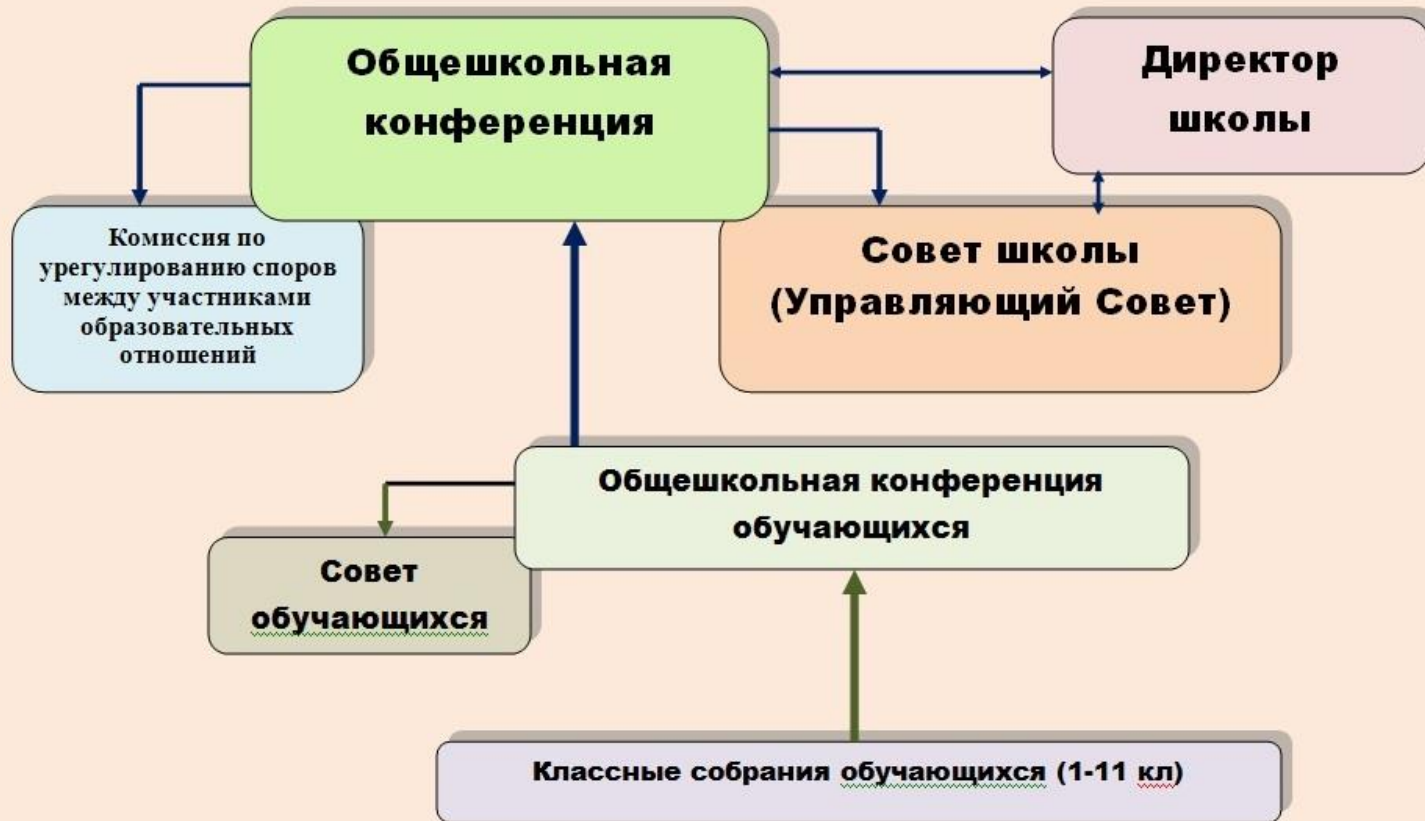 Общешкольная
конференция
Директор
школы
Комиссия по
урегулированию споров
между участниками
образовательных
отношений
Совет школы
(Управляющий Совет)
Общешкольная конференция
обучающихся
Совет
обучающихся
Классные собрания обучающихся (1-11 кл)